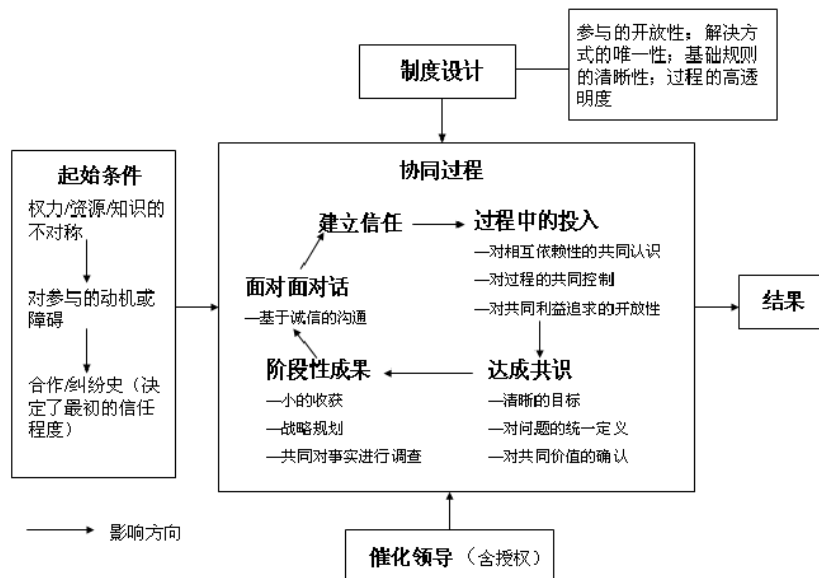 参与的开放性；解决
方式的唯一性；基础规则
的清晰性；过程的高透
明度
制度设计
起始条件
权力/资源/知识的
不对称
对参与的动机或
障碍
合作/纠纷史（决
定了最初的信任
程度）
协同过程
建立信任
过程中的投入
—对相互依赖性的共同认识
—对过程的共同控制
—对共同利益追求的开放性
面对面对话
—基于诚信的沟通
阶段性成果
—小的收获
—战略规划
—共同对事实进行调查
达成共识
—清晰的目标
—对问题的统一定义
—对共同价值的确认
结果
影响方向
催化领导（含授权）